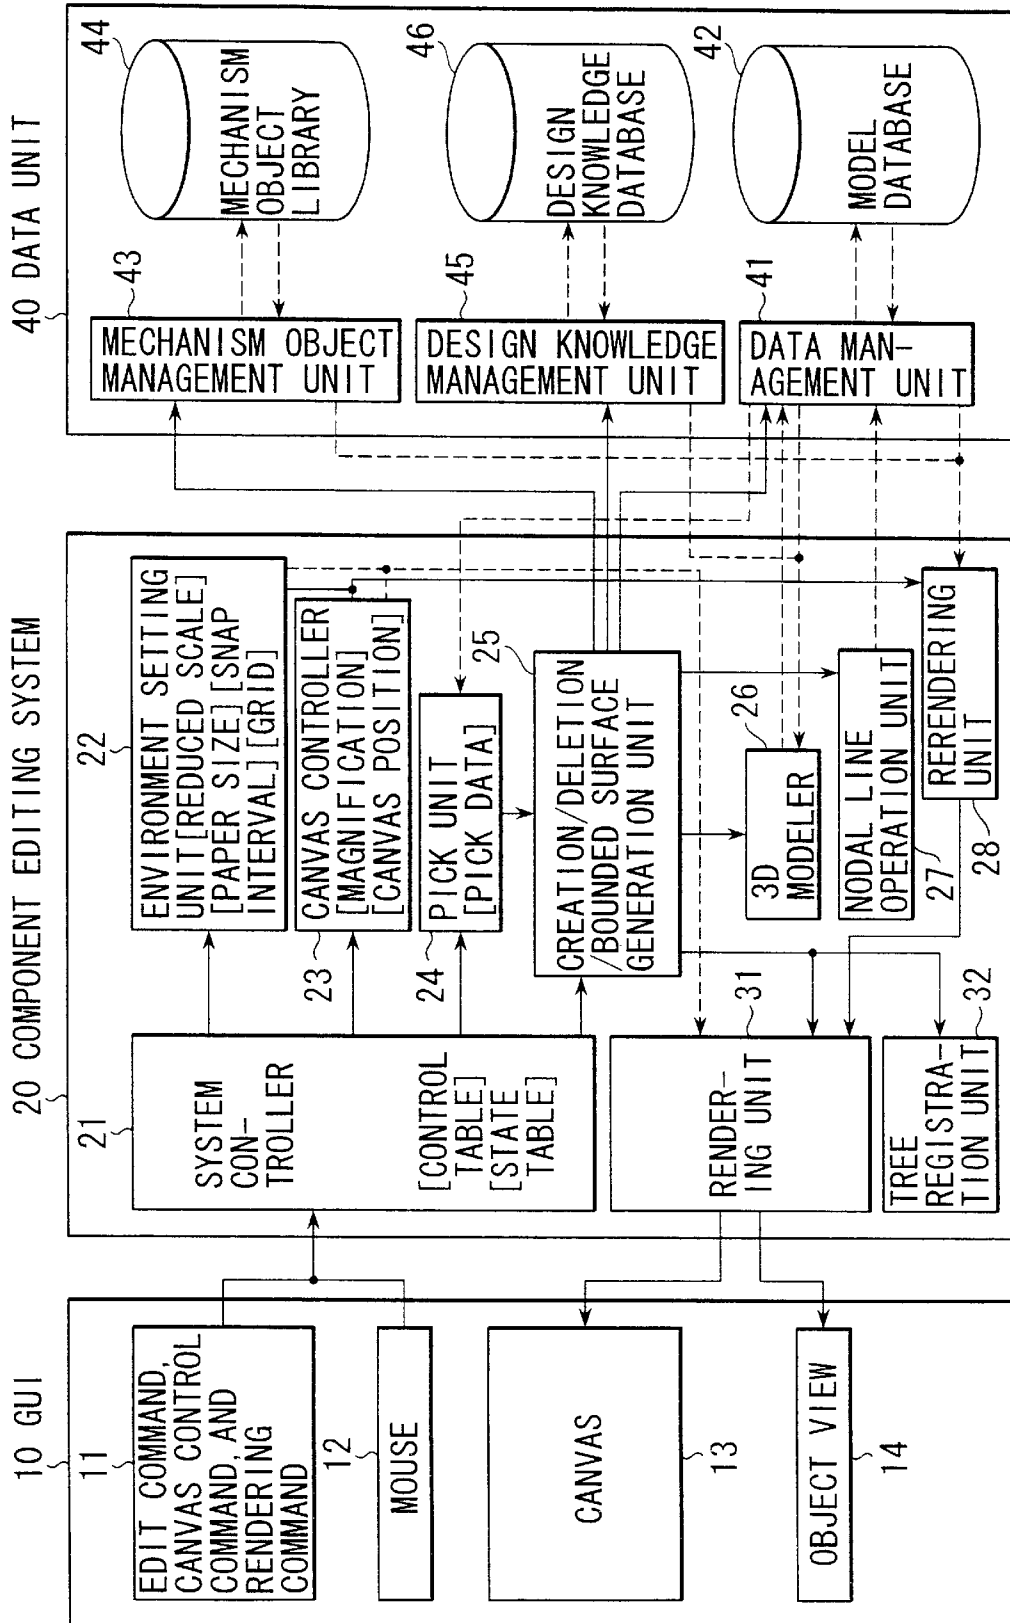 10 GUI
11
EDIT COMMAND,
CANVAS CONTROL
COMMAND, AND
RENDERING
COMMAND
12
MOUSE
CANVAS
13
OBJECT VIEW
14
20 COMPONENT EDITING SYSTEM
21
SYSTEM
CON-
TROLLER
[CONTROL
TABLE]
[STATE
TABLE]
22
ENVIRONMENT SETTING
UNIT[REDUCED SCALE]
[PAPER SIZE][SNAP
INTERVAL][GRID]
23
CANVAS CONTROLLER
[MAGNIFICATION]
[CANVAS POSITION]
24
PICK UNIT
[PICK DATA]
25
CREATION/DELETION
/BOUNDED SURFACE
GENERATION UNIT
26
3D
MODELER
NODAL LINE
OPERATION UNIT
27
RERENDERING
UNIT
28
31
RENDER-
ING UNIT
32
TREE
REGISTRA-
TION UNIT
40 DATA UNIT
43
MECHANISM OBJECT
MANAGEMENT UNIT
44
MECHANISM
OBJECT
LIBRARY
45
DESIGN KNOWLEDGE
MANAGEMENT UNIT
46
DESIGN
KNOWLEDGE
DATABASE
41
DATA MAN-
AGEMENT UNIT
42
MODEL
DATABASE